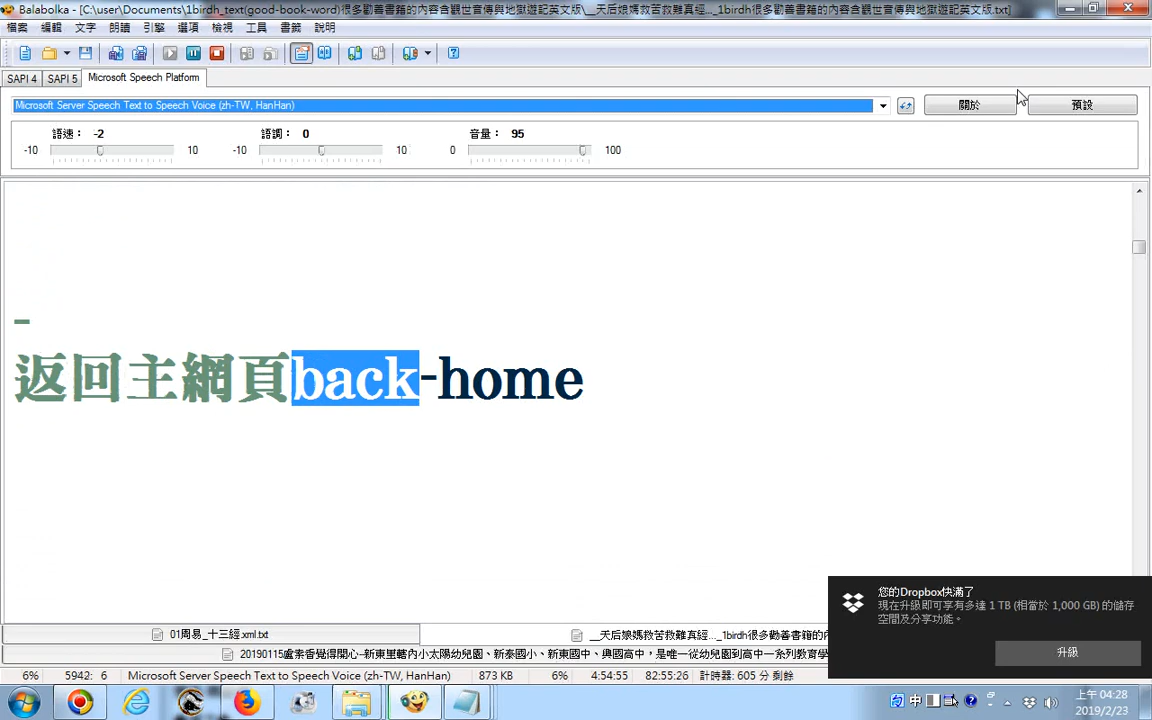 Balabolka - [C:\user\Documents\1birdh_text(good-book-word)很多勸善書籍的內容含觀世宣傳與地獄遊記英文版\__天后娘媽救苦救難真經..._1birdh很多勸善書籍的內容含觀世宣傳與地獄遊記英文版.txt]
檔案 編輯 文字 朗讀 引擎 選項 檢視 工具 書籤 說明
SAPI 4 SAPI 5 Microsoft Speech Platform
Microsoft Server Speech Text to Speech Voice (zh-TW, HanHan) 關於 預設
語速： -2 語調： 0 音量： 95
-10 10 -10 10 0 100
-
返回主網頁back-home
您的Dropbox快滿了
現在升級即可享有多達 1 TB (相當於 1,000 GB) 的儲存
空間及分享功能。
升級
01周易_十三經.xml.txt __天后娘媽救苦救難真經..._1birdh很多勸善書籍的內
20190115盧素香覺得開心--新東里轄內小太陽幼兒園、新泰國小、新東國中、興國高中，是唯一從幼兒園到高中一系列教育學
6% 5942: 6 Microsoft Server Speech Text to Speech Voice (zh-TW, HanHan) 873 KB 6% 4:54:55 82:55:26 計時器: 605 分 剩餘
中 上午 04:28
2019/2/23